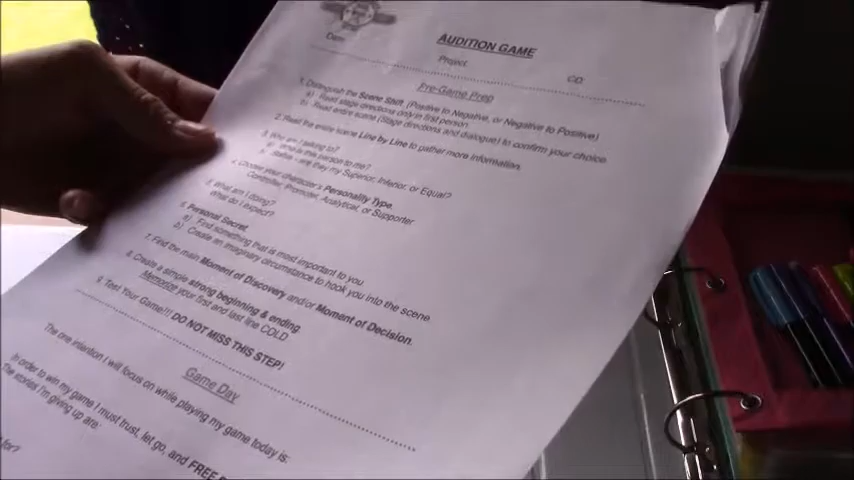 AUDITION GAME
Date: Project CD
Pre-Game Prep
1. Distinguish the Scene Shift, (Positive to Negative, or Negative to Positive)
a) Read stage directions only in first person
b) Read entire scene (Stage directions and dialogue) to confirm your choice
2. Read the entire scene Line by Line to gather more information
3. Who am I talking to?
a) Who is this person to me?
b) Status - are they my Superior, Inferior, or Equal?
4. Choose your character's Personality Type.
Controller, Promoter, Analytical, or Supporter
5. What am I doing?
What do I expect?
6. Personal Secret
a) Find something that is most important to you
b) Create an imaginary circumstance to hook you into the scene
7. Find the main Moment of Discovery and/or Moment of Decision.
8. Create a simple strong beginning & ending
Memorize your first and last line COLD
9. Test Your Game!!! DO NOT MISS THIS STEP!
Game Day
The one intention I will focus on while playing my game today is:
In order to win my game I must trust, let go, and FREE
The stories I'm giving up are:
for?